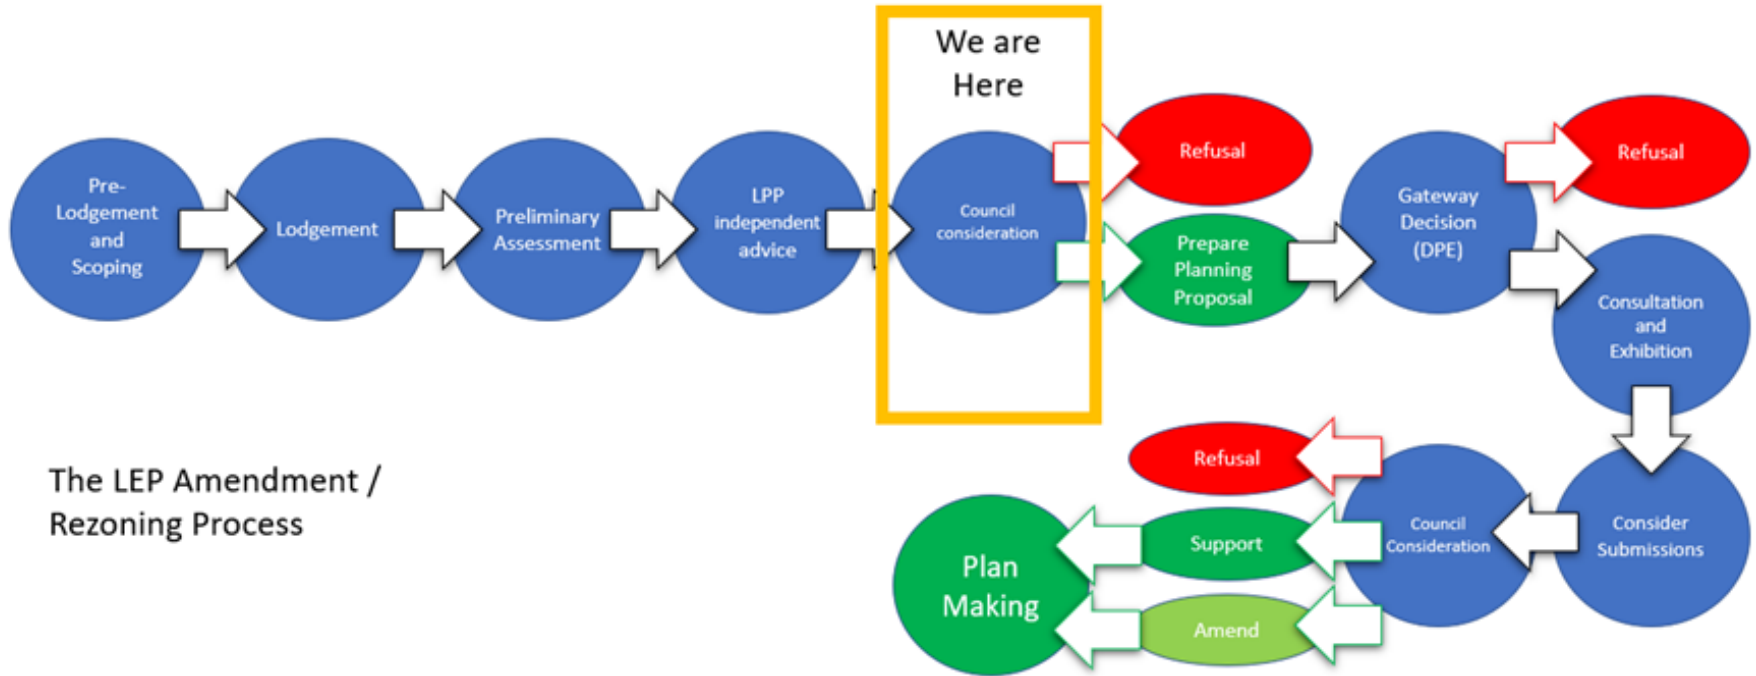 We are
Here
Pre-
Lodgement
and
Scoping
Lodgement
Preliminary
Assessment
LPP
independent
advice
Council
consideration
Refusal
Prepare
Planning
Proposal
Gateway
Decision
(DPE)
Refusal
Consultation
and
Exhibition
Consider
Submissions
Council
Consideration
Refusal
Support
Amend
Plan
Making
The LEP Amendment /
Rezoning Process